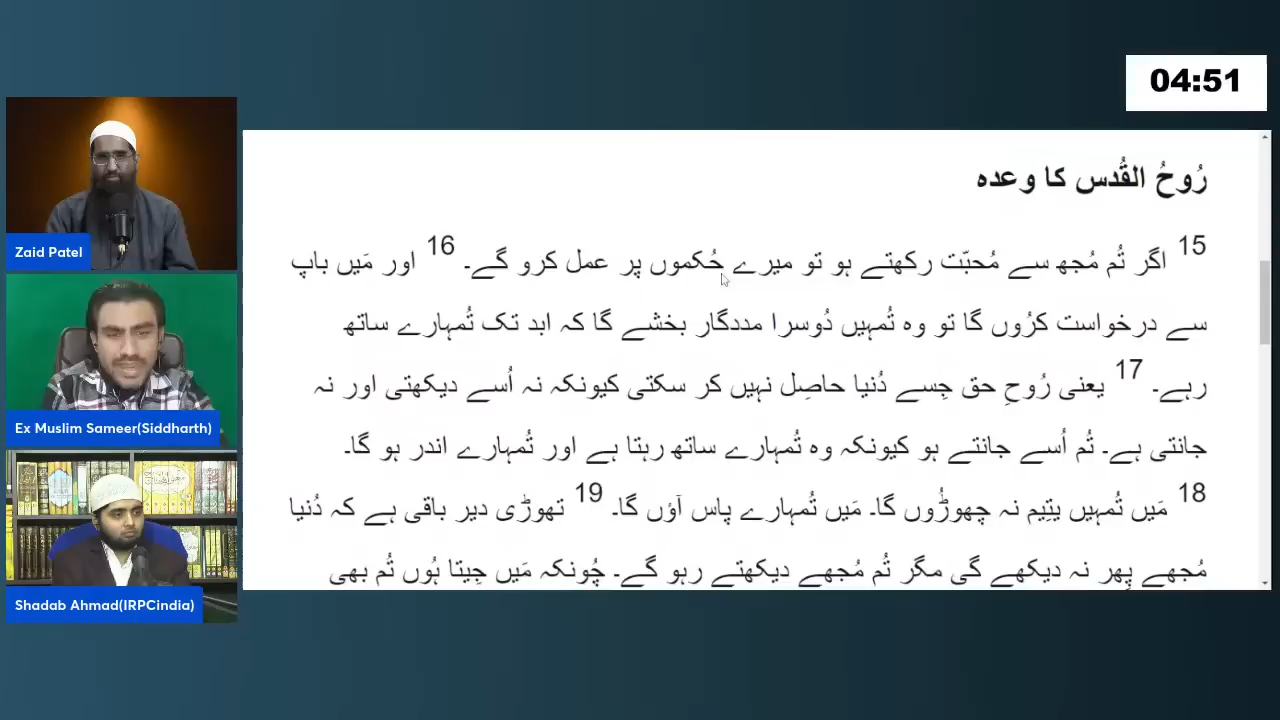 04:51
Zaid Patel
Ex Muslim Sameer(Siddharth)
Shadab Ahmad(IRPCindia)
رُوحُ القُدس کا وعدہ
15 اگر تُم مُجھ سے مُحبّت رکھتے ہو تو میرے حُکموں پر عمل کرو گے۔ 16 اور مَیں باپ
سے درخواست کرُوں گا تو وہ تُمہیں دُوسرا مددگار بخشے گا کہ ابد تک تُمہارے ساتھ
رہے۔ 17 یعنی رُوحِ حق جِسے دُنیا حاصِل نہیں کر سکتی کیونکہ نہ اُسے دیکھتی اور نہ
جانتی ہے۔ تُم اُسے جانتے ہو کیونکہ وہ تُمہارے ساتھ رہتا ہے اور تُمہارے اندر ہو گا۔
18 مَیں تُمہیں یتِیم نہ چھوڑُوں گا۔ مَیں تُمہارے پاس آؤں گا۔ 19 تھوڑی دیر باقی ہے کہ دُنیا
مُجھے پِھر نہ دیکھے گی مگر تُم مُجھے دیکھتے رہو گے۔ چُونکہ مَیں جِیتا ہُوں تُم بھی